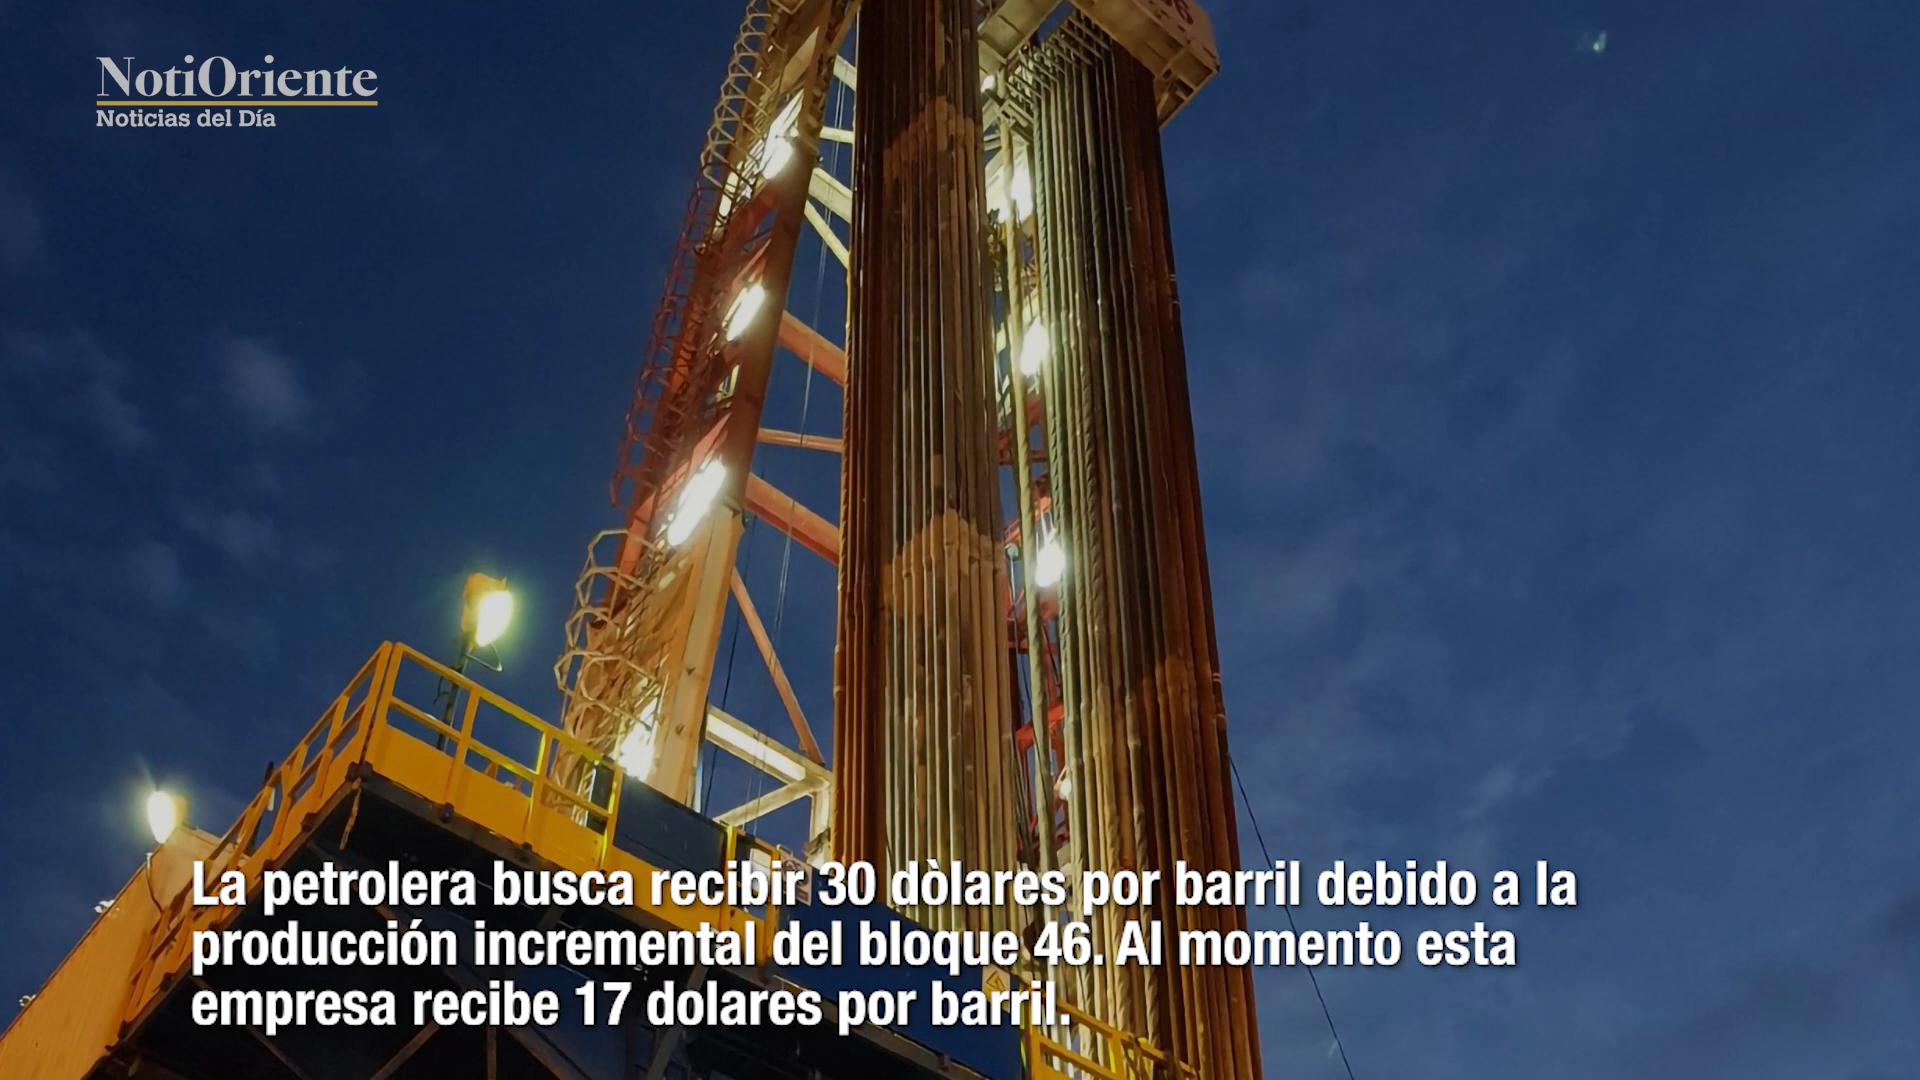 NotiOriente
Noticias del Día
La petrolera busca recibir 30 dòlares por barril debido a la
producción incremental del bloque 46. Al momento esta
empresa recibe 17 dolares por barril.